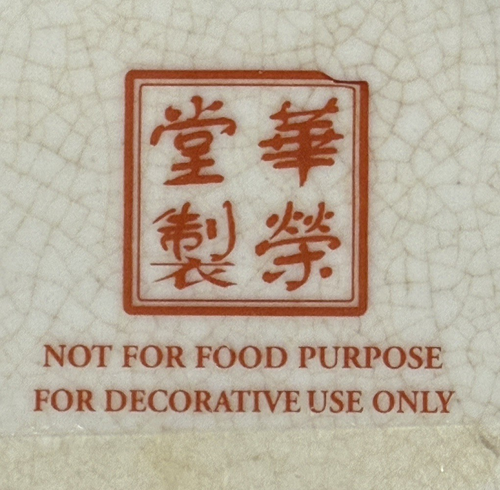 華榮
堂製
NOT FOR FOOD PURPOSE
FOR DECORATIVE USE ONLY